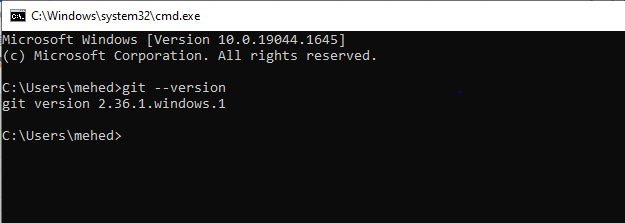 C:\Windows\system32\cmd.exe
Microsoft Windows [Version 10.0.19044.1645]
(c) Microsoft Corporation. All rights reserved.
C:\Users\mehed>git --version
git version 2.36.1.windows.1
C:\Users\mehed>